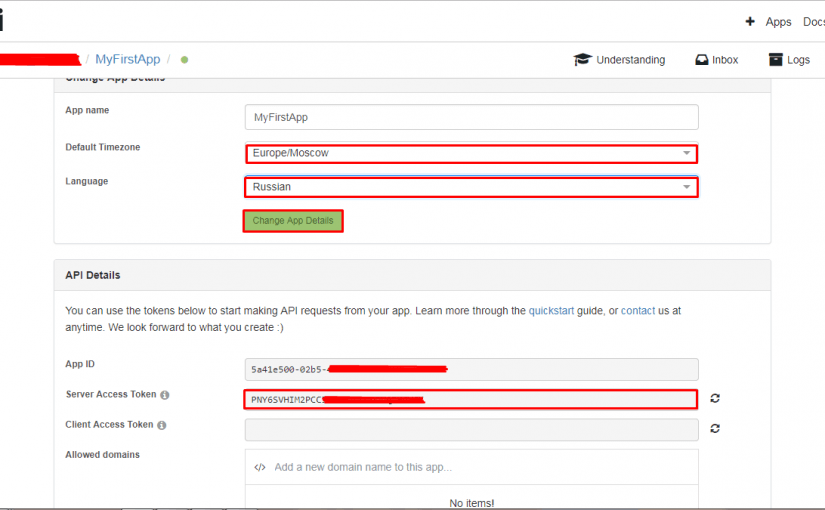 i
+ Apps Docs
/ MyFirstApp /
Understanding Inbox Logs
Change App Details
App name
MyFirstApp
Default Timezone
Europe/Moscow
Language
Russian
Change App Details
API Details
You can use the tokens below to start making API requests from your app. Learn more through the quickstart guide, or contact us at
anytime. We look forward to what you create :)
App ID
5a41e500-02b5-
Server Access Token
PNY6SVHIM2PCC
Client Access Token
Allowed domains
</> Add a new domain name to this app...
No items!